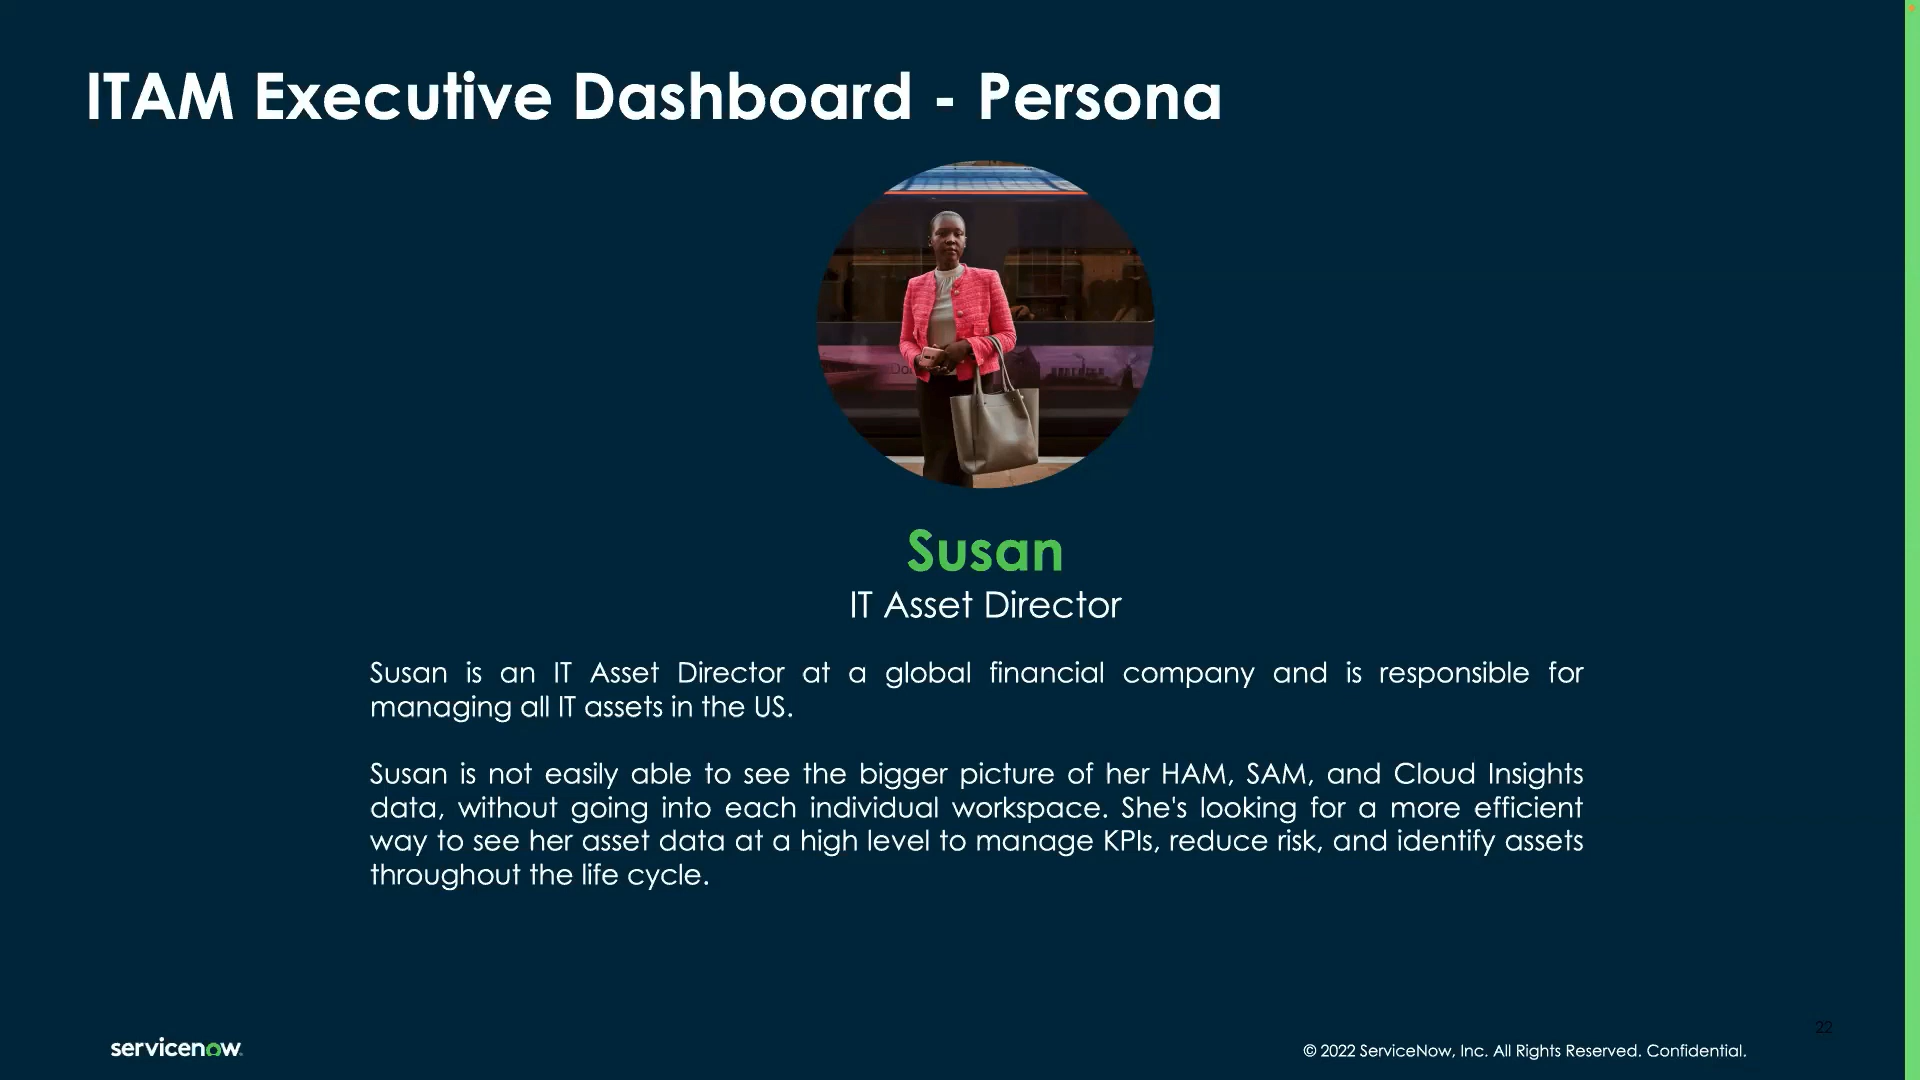 ITAM Executive Dashboard - Persona
Susan
IT Asset Director
Susan is an IT Asset Director at a global financial company and is responsible for
managing all IT assets in the US.
Susan is not easily able to see the bigger picture of her HAM, SAM, and Cloud Insights
data, without going into each individual workspace. She's looking for a more efficient
way to see her asset data at a high level to manage KPIs, reduce risk, and identify assets
throughout the life cycle.
22
servicenow
© 2022 ServiceNow, Inc. All Rights Reserved. Confidential.